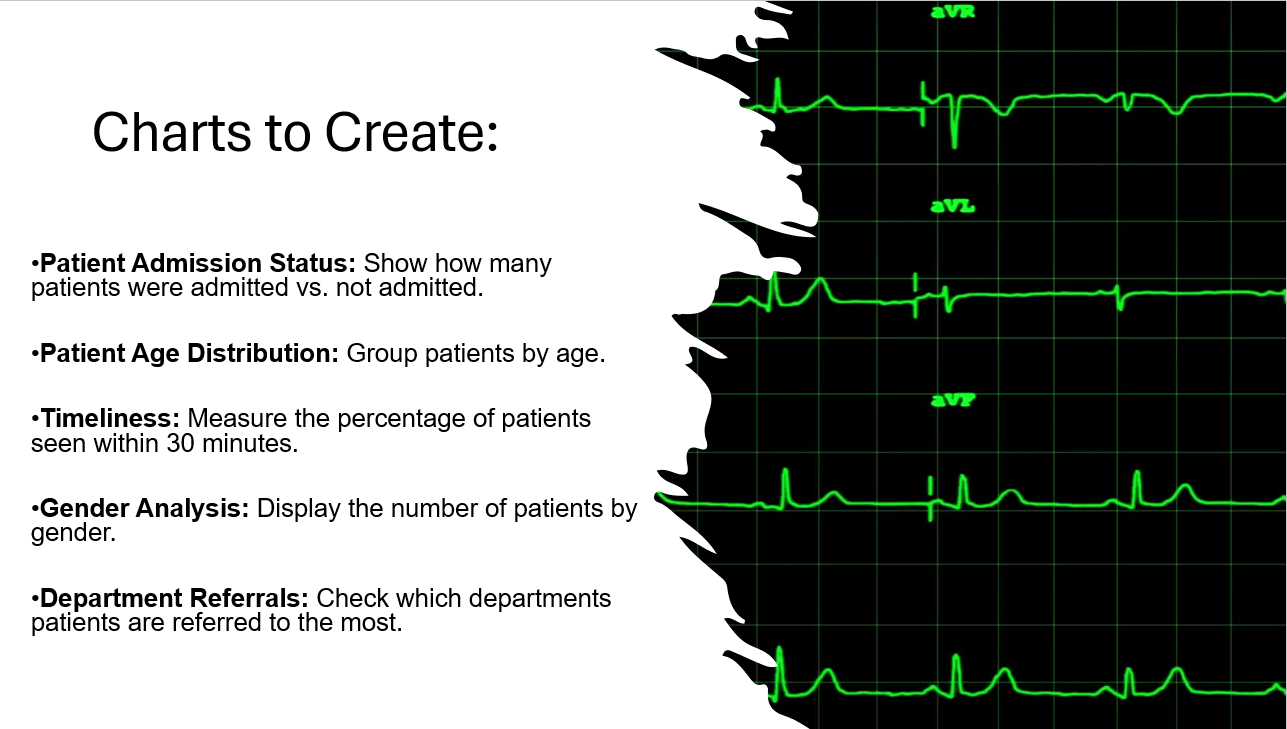 Charts to Create:
•Patient Admission Status: Show how many
patients were admitted vs. not admitted.
•Patient Age Distribution: Group patients by age.
•Timeliness: Measure the percentage of patients
seen within 30 minutes.
•Gender Analysis: Display the number of patients by
gender.
•Department Referrals: Check which departments
patients are referred to the most.
aVR
aVL
aVF